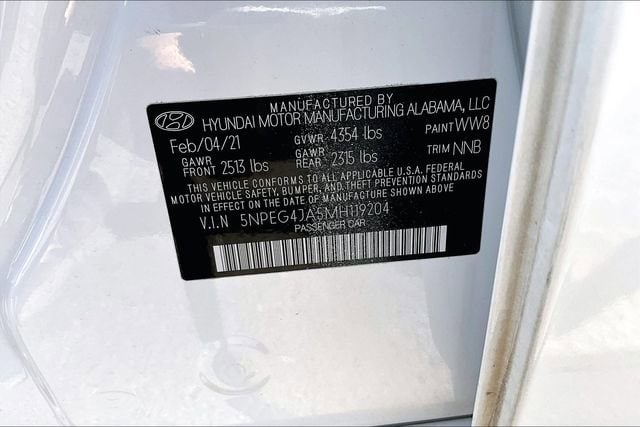 MANUFACTURED BY
HYUNDAI MOTOR MANUFACTURING ALABAMA, LLC
Feb/04/21 GVWR 4354 lbs PAINT WW8
GAWR FRONT 2513 lbs GAWR REAR 2315 lbs TRIM NNB
THIS VEHICLE CONFORMS TO ALL APPLICABLE U.S.A. FEDERAL
MOTOR VEHICLE SAFETY, BUMPER, AND THEFT PREVENTION STANDARDS
IN EFFECT ON THE DATE OF MANUFACTURE SHOWN ABOVE
V.I.N 5NPEG4JA5MH119204
PASSENGER CAR